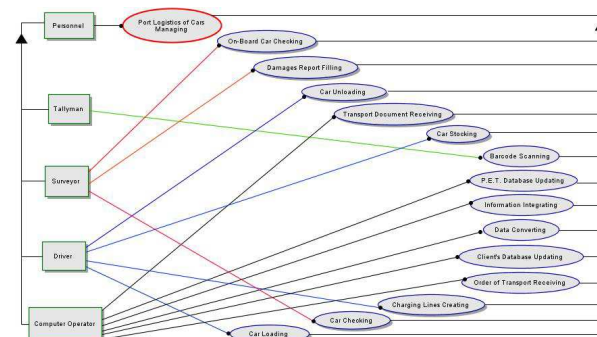 Personnel
Port Logistics of Cars
Managing
On-Board Car Checking
Damages Report Filling
Car Unloading
Tallyman
Transport Document Receiving
Car Stocking
Barcode Scanning
Surveyor
P.E.T. Database Updating
Information Integrating
Data Converting
Driver
Client's Database Updating
Order of Transport Receiving
Charging Lines Creating
Computer Operator
Car Checking
Car Loading